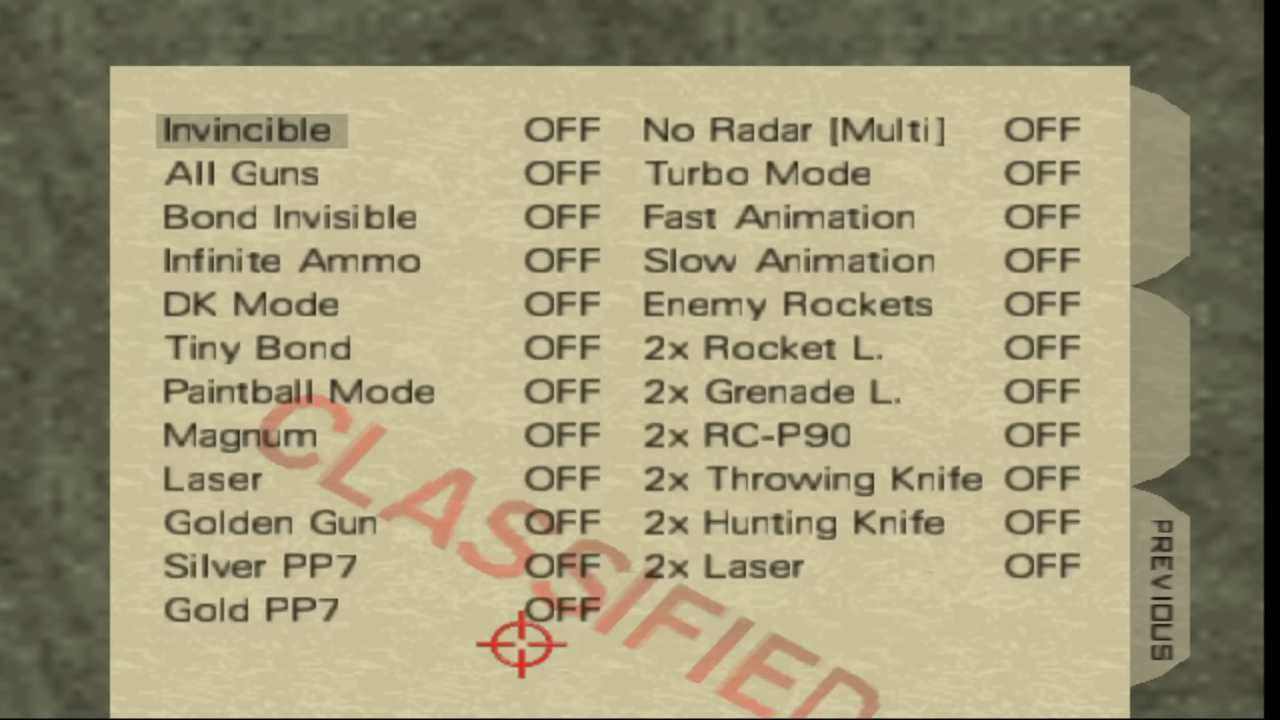 Invincible OFF No Radar [Multi] OFF
All Guns OFF Turbo Mode OFF
Bond Invisible OFF Fast Animation OFF
Infinite Ammo OFF Slow Animation OFF
DK Mode OFF Enemy Rockets OFF
Tiny Bond OFF 2x Rocket L. OFF
Paintball Mode OFF 2x Grenade L. OFF
Magnum OFF 2x RC-P90 OFF
Laser OFF 2x Throwing Knife OFF
Golden Gun OFF 2x Hunting Knife OFF
Silver PP7 OFF 2x Laser OFF
Gold PP7 OFF
CLASSIFIED
PREVIOUS